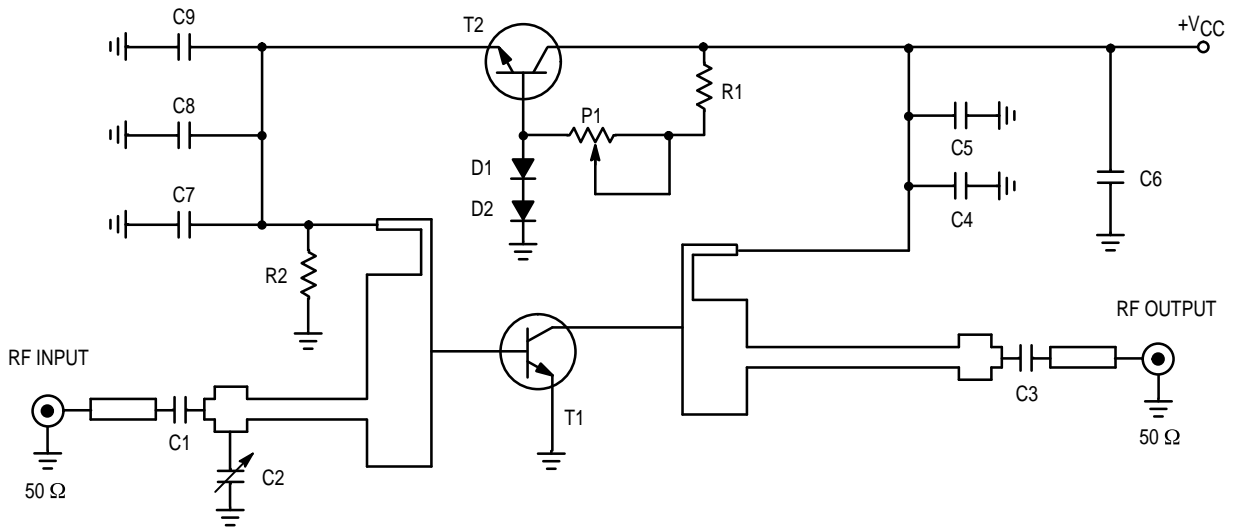 C9
T2
+VCC
C8
P1
R1
C5
D1
C7
D2
C4
C6
R2
RF OUTPUT
RF INPUT
C1
T1
C3
C2
50 Ω
50 Ω